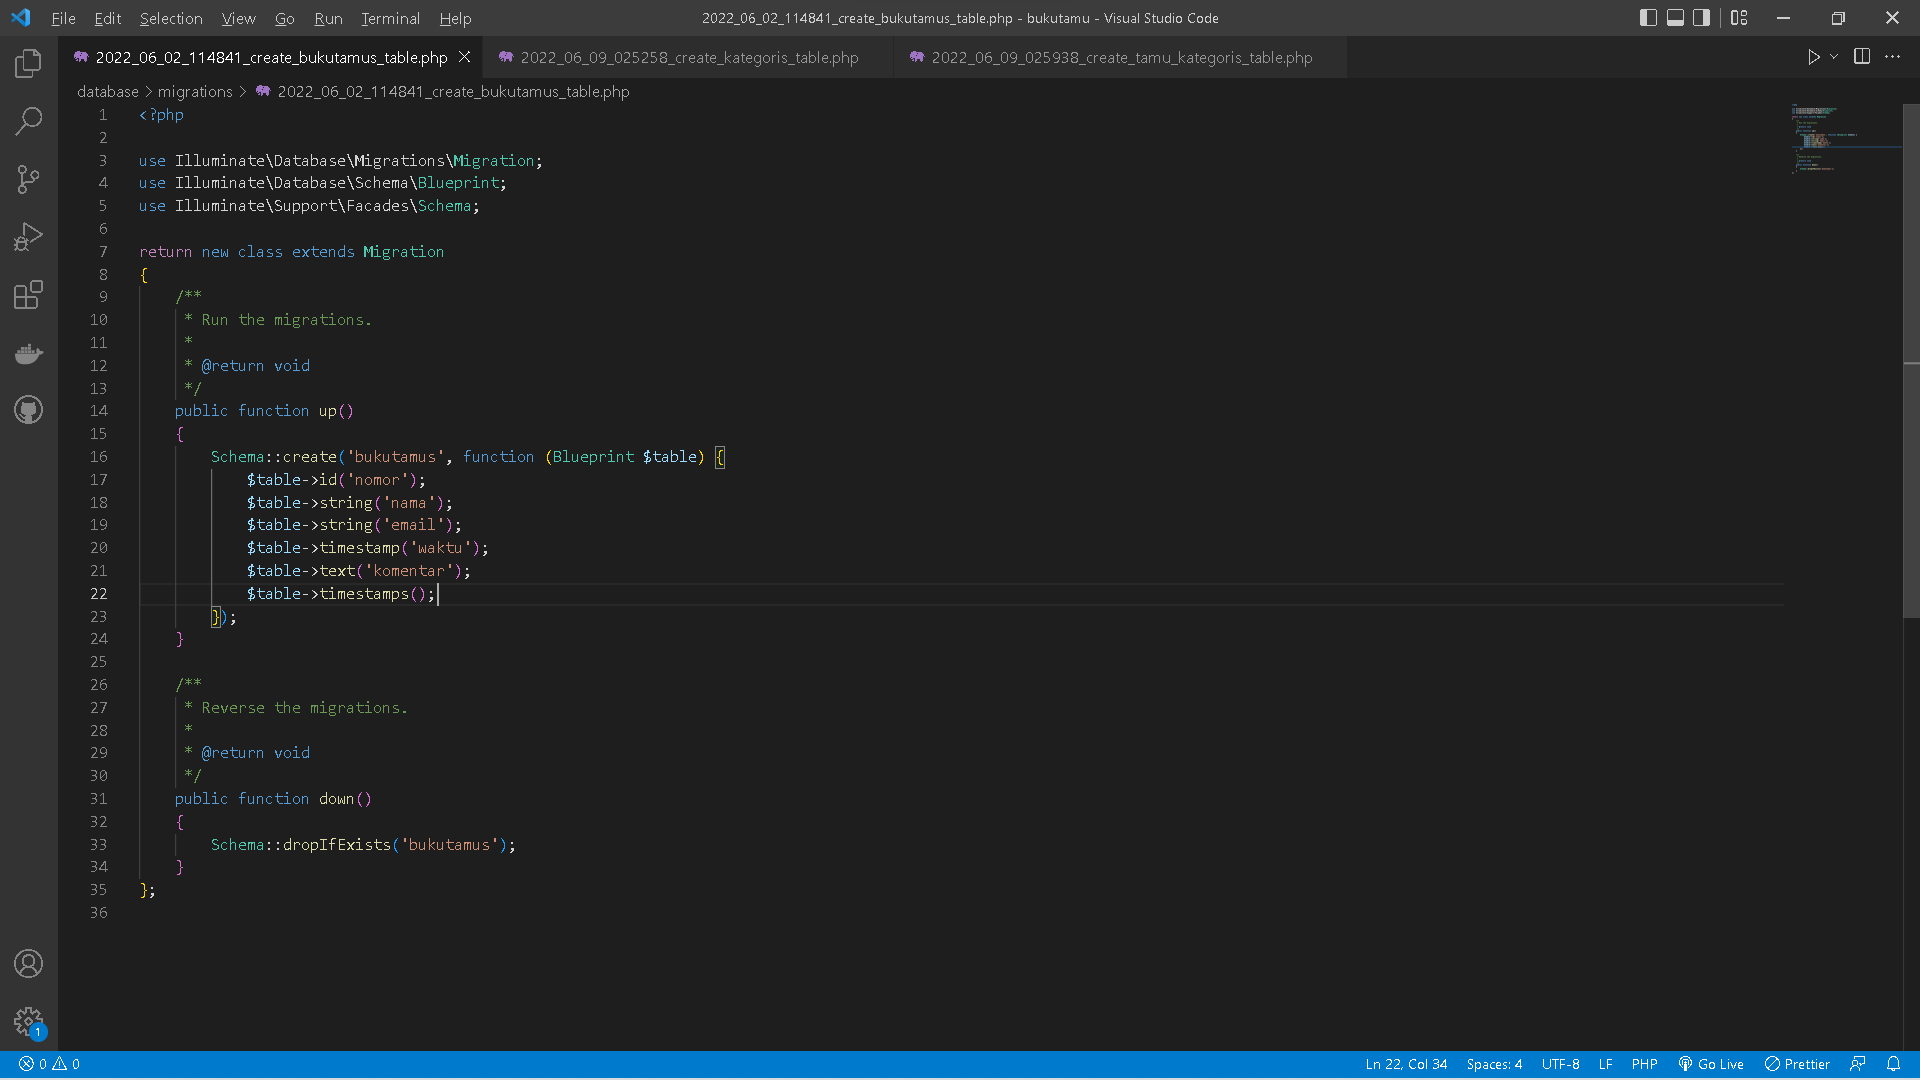 File Edit Selection View Go Run Terminal Help 2022_06_02_114841_create_bukutamus_table.php - bukutamu - Visual Studio Code
2022_06_02_114841_create_bukutamus_table.php 2022_06_09_025258_create_kategoris_table.php 2022_06_09_025938_create_tamu_kategoris_table.php
database > migrations > 2022_06_02_114841_create_bukutamus_table.php
1 <?php
2
3 use Illuminate\Database\Migrations\Migration;
4 use Illuminate\Database\Schema\Blueprint;
5 use Illuminate\Support\Facades\Schema;
6
7 return new class extends Migration
8 {
9 /**
10 * Run the migrations.
11 *
12 * @return void
13 */
14 public function up()
15 {
16 Schema::create('bukutamus', function (Blueprint $table) {
17 $table->id('nomor');
18 $table->string('nama');
19 $table->string('email');
20 $table->timestamp('waktu');
21 $table->text('komentar');
22 $table->timestamps();
23 });
24 }
25
26 /**
27 * Reverse the migrations.
28 *
29 * @return void
30 */
31 public function down()
32 {
33 Schema::dropIfExists('bukutamus');
34 }
35 };
36
1
0 0 Ln 22, Col 34 Spaces: 4 UTF-8 LF PHP Go Live Prettier